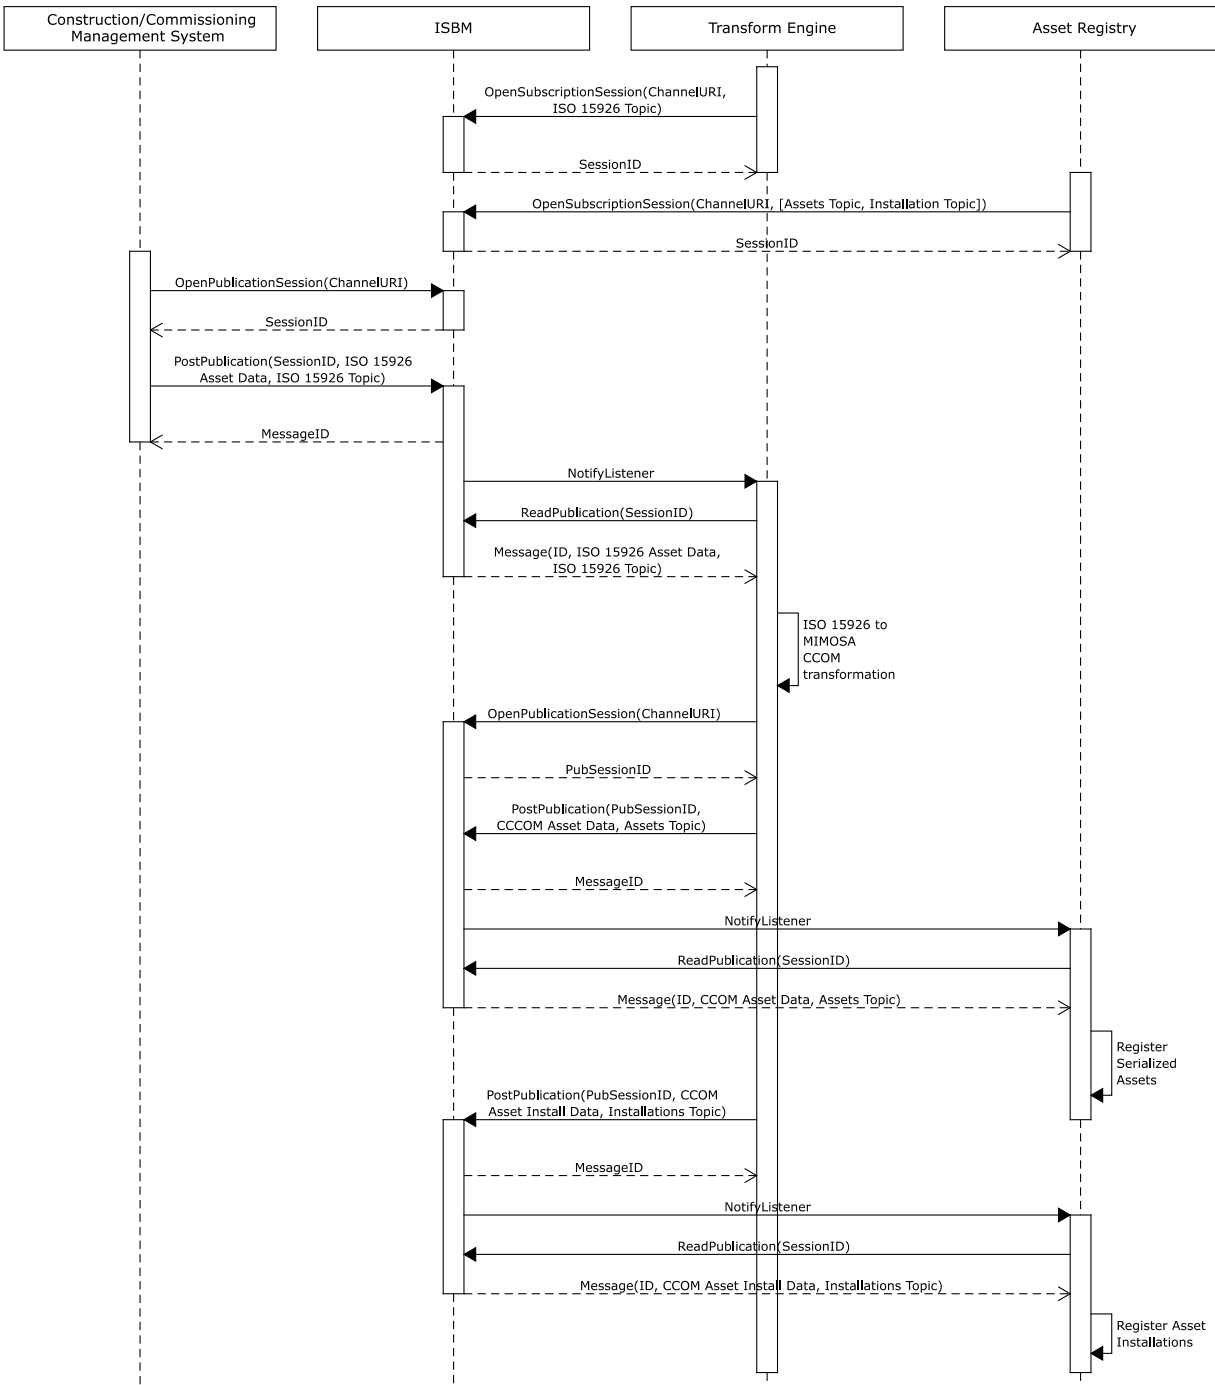 Construction/Commissioning
Management System
ISBM
Transform Engine
Asset Registry
OpenSubscriptionSession(ChannelURI,
ISO 15926 Topic)
SessionID
OpenSubscriptionSession(ChannelURI, [Assets Topic, Installation Topic])
SessionID
OpenPublicationSession(ChannelURI)
SessionID
PostPublication(SessionID, ISO 15926
Asset Data, ISO 15926 Topic)
MessageID
NotifyListener
ReadPublication(SessionID)
Message(ID, ISO 15926 Asset Data,
ISO 15926 Topic)
ISO 15926 to
MIMOSA
CCOM
transformation
OpenPublicationSession(ChannelURI)
PubSessionID
PostPublication(PubSessionID,
CCCOM Asset Data, Assets Topic)
MessageID
NotifyListener
ReadPublication(SessionID)
Message(ID, CCOM Asset Data, Assets Topic)
Register
Serialized
Assets
PostPublication(PubSessionID, CCOM
Asset Install Data, Installations Topic)
MessageID
NotifyListener
ReadPublication(SessionID)
Message(ID, CCOM Asset Install Data, Installations Topic)
Register Asset
Installations